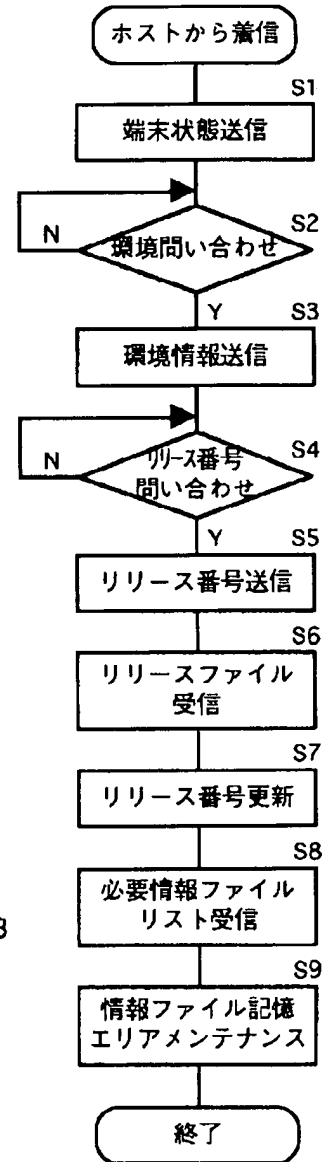 ホストから着信
S1
端末状態送信
S2
N
環境問い合わせ
Y
S3
環境情報送信
S4
N
リリース番号
問い合わせ
Y
S5
リリース番号送信
S6
リリースファイル
受信
S7
リリース番号更新
S8
必要情報ファイル
リスト受信
S9
情報ファイル記憶
エリアメンテナンス
終了